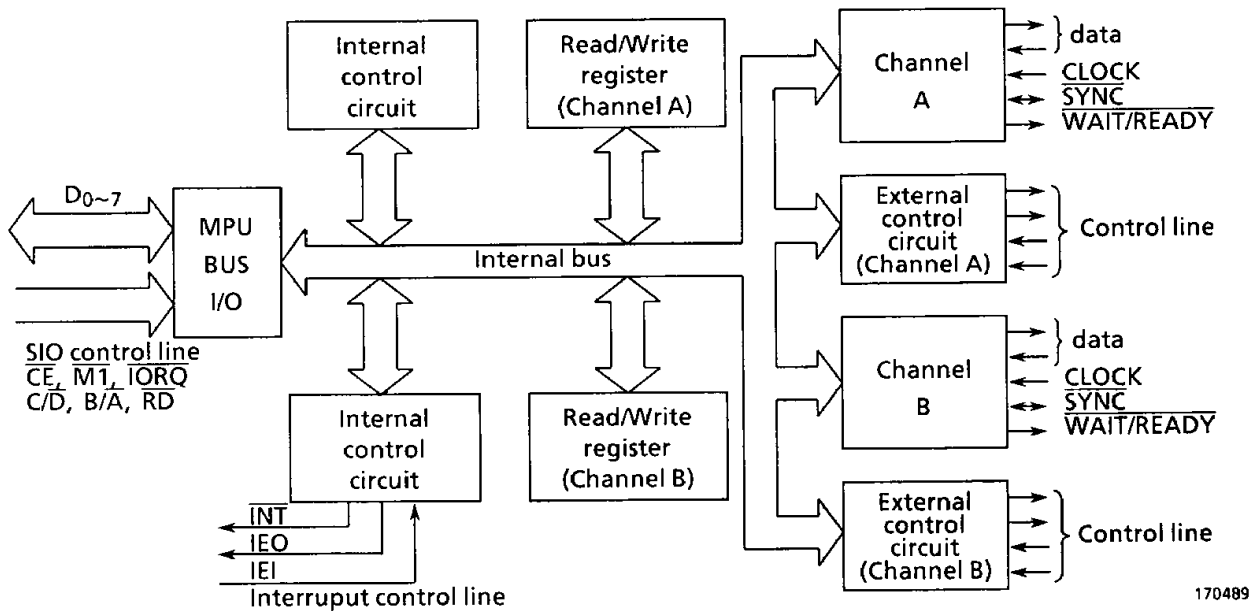 Internal
control
circuit
Read/Write
register
(Channel A)
Channel
A
data
CLOCK
SYNC
WAIT/READY
D0~7
MPU
BUS
I/O
Internal bus
External
control
circuit
(Channel A)
Control line
SIO control line
CE, M1, IORQ
C/D, B/A, RD
Internal
control
circuit
Read/Write
register
(Channel B)
Channel
B
data
CLOCK
SYNC
WAIT/READY
INT
IEO
IEI
Interruput control line
External
control
circuit
(Channel B)
Control line
170489